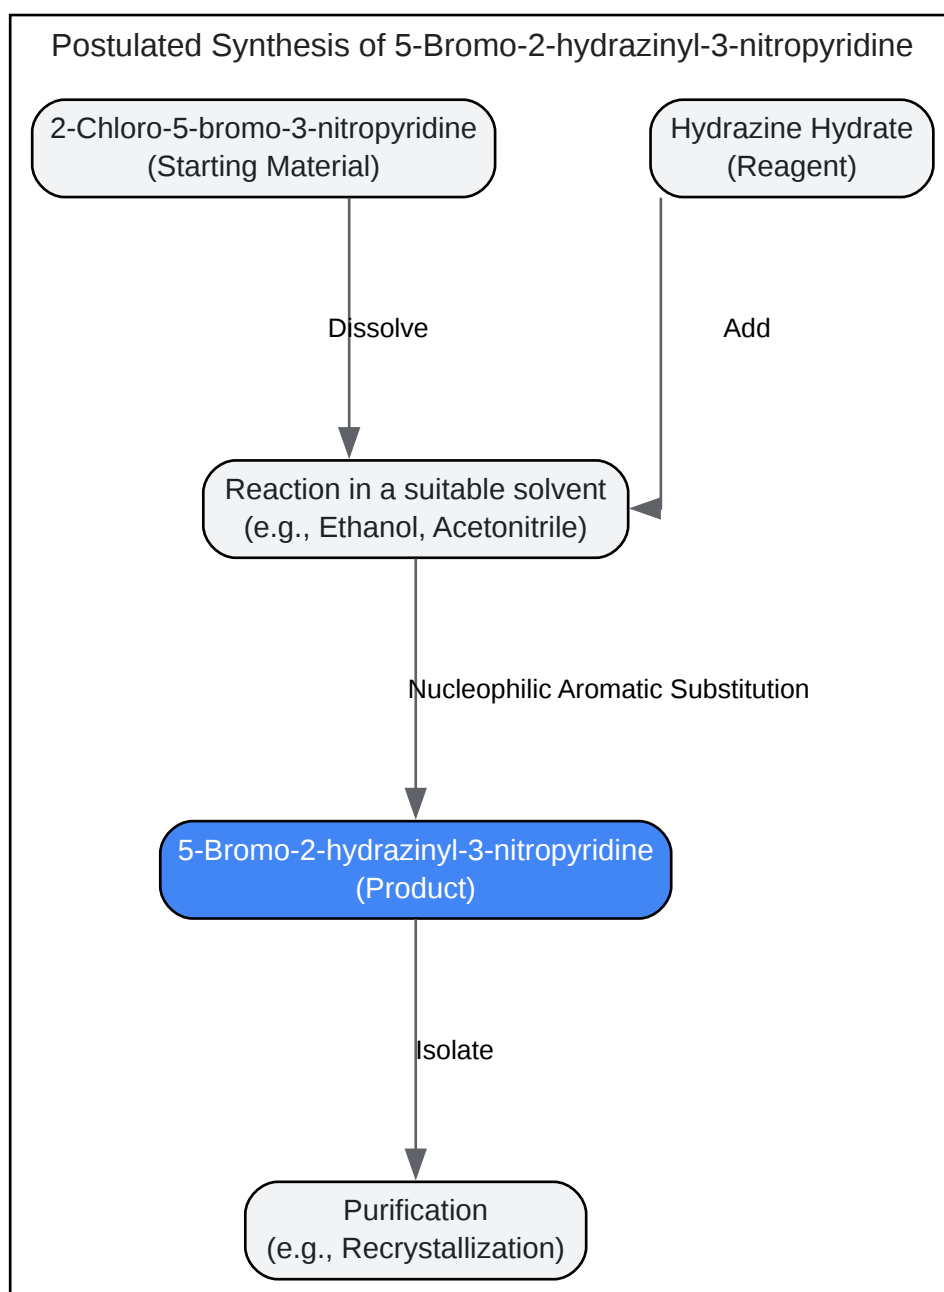 Postulated Synthesis of 5-Bromo-2-hydrazinyl-3-nitropyridine
2-Chloro-5-bromo-3-nitropyridine
(Starting Material)
Hydrazine Hydrate
(Reagent)
Dissolve
Add
Reaction in a suitable solvent
(e.g., Ethanol, Acetonitrile)
Nucleophilic Aromatic Substitution
5-Bromo-2-hydrazinyl-3-nitropyridine
(Product)
Isolate
Purification
(e.g., Recrystallization)